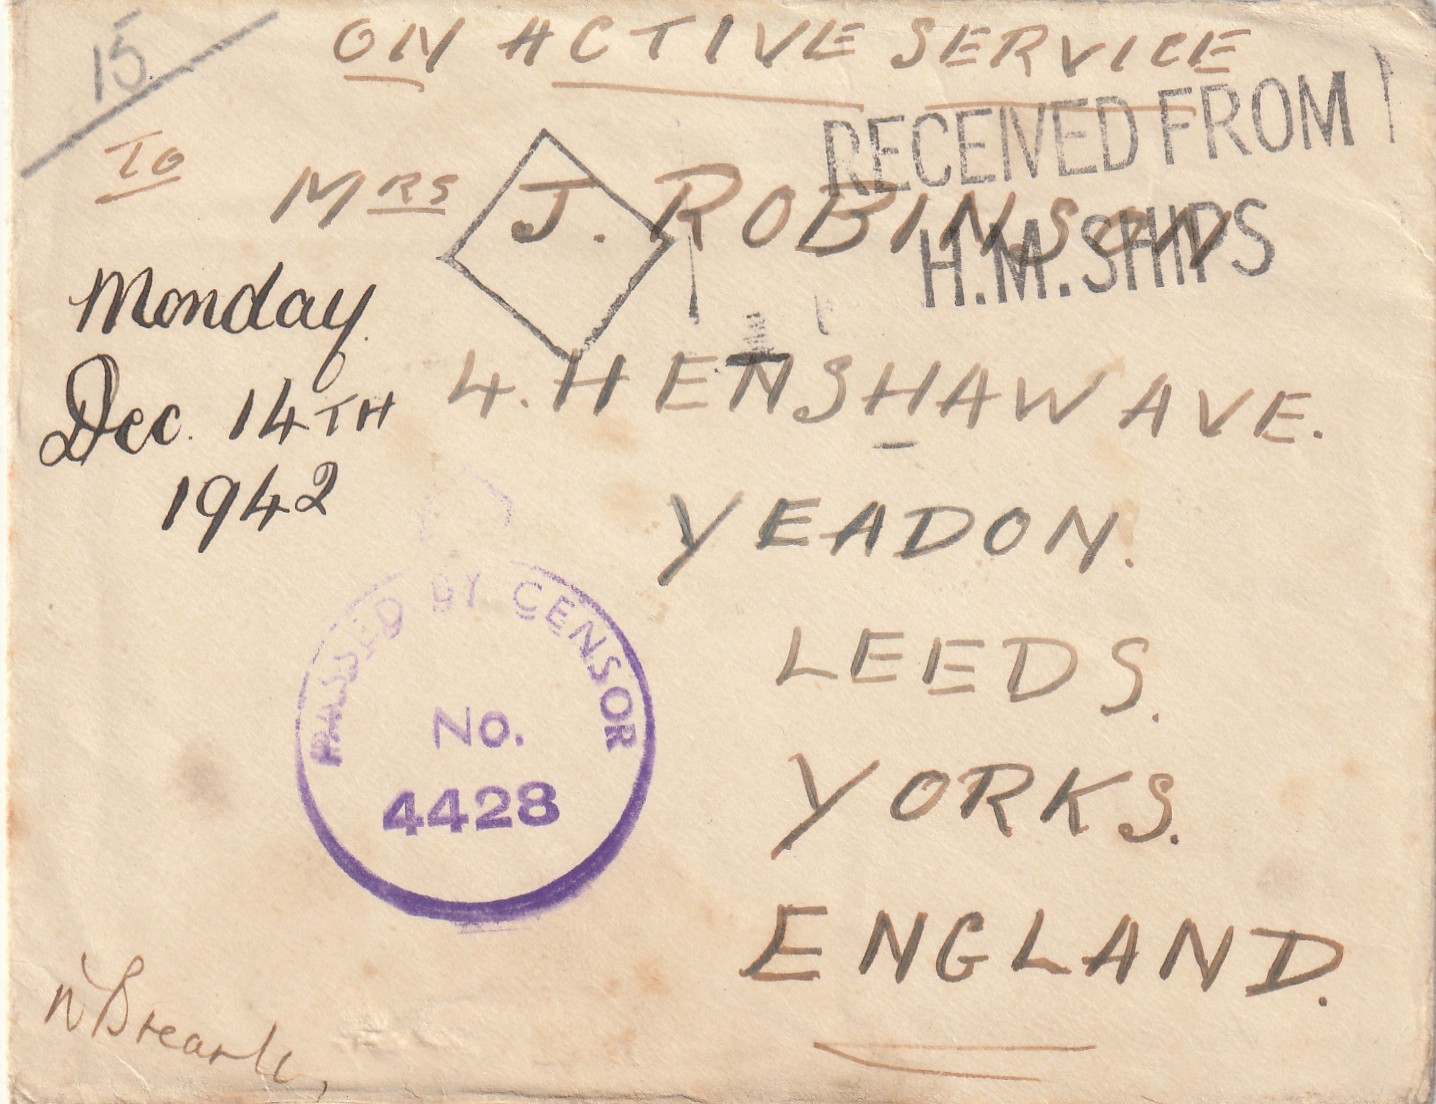 15
ON ACTIVE SERVICE
RECEIVED FROM
H.M. SHIPS
To
MRS J. ROBINSON
Monday
Dec. 14TH
1942
4. HENSHAW AVE.
YEADON.
LEEDS.
YORKS.
ENGLAND.
PASSED BY CENSOR
No.
4428